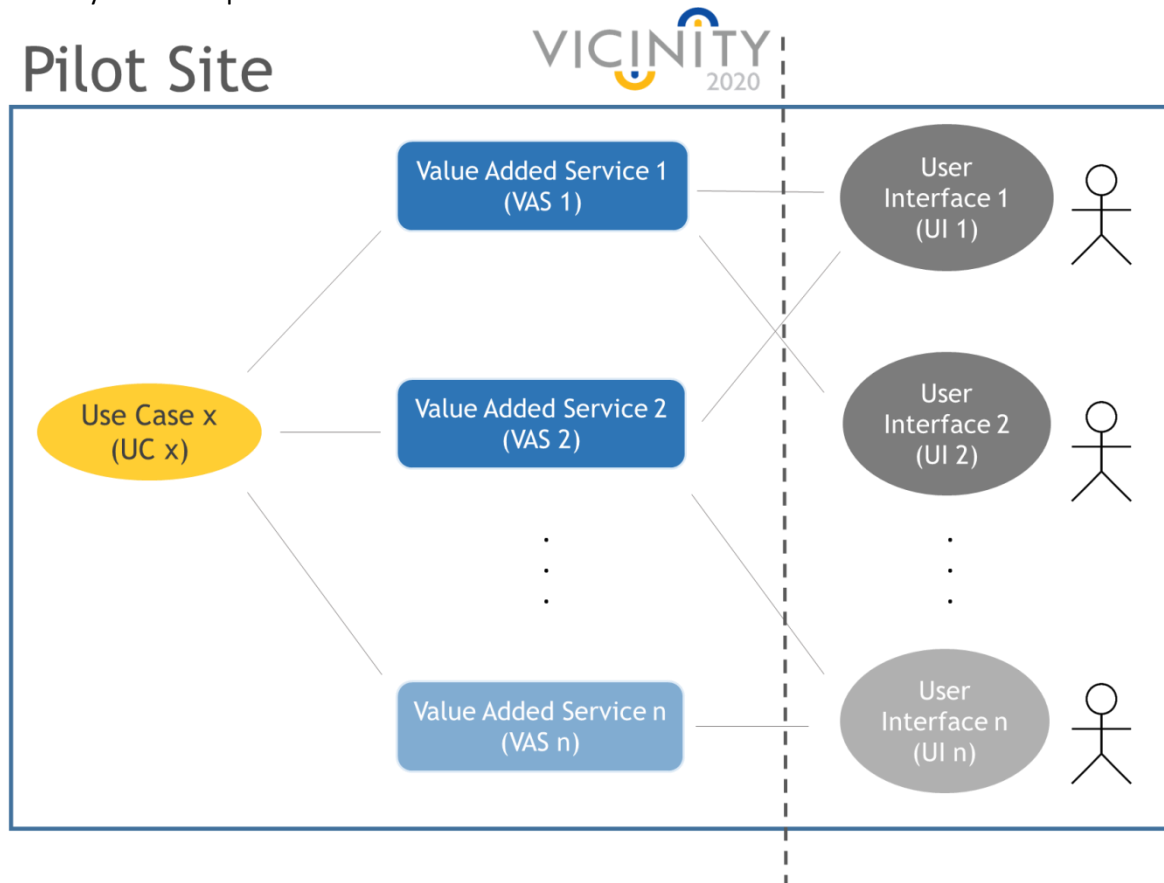 Pilot Site
VICINITY
2020
Value Added Service 1
(VAS 1)
User
Interface 1
(UI 1)
Use Case x
(UC x)
Value Added Service 2
(VAS 2)
User
Interface 2
(UI 2)
.
.
.
.
.
.
Value Added Service n
(VAS n)
User
Interface n
(UI n)